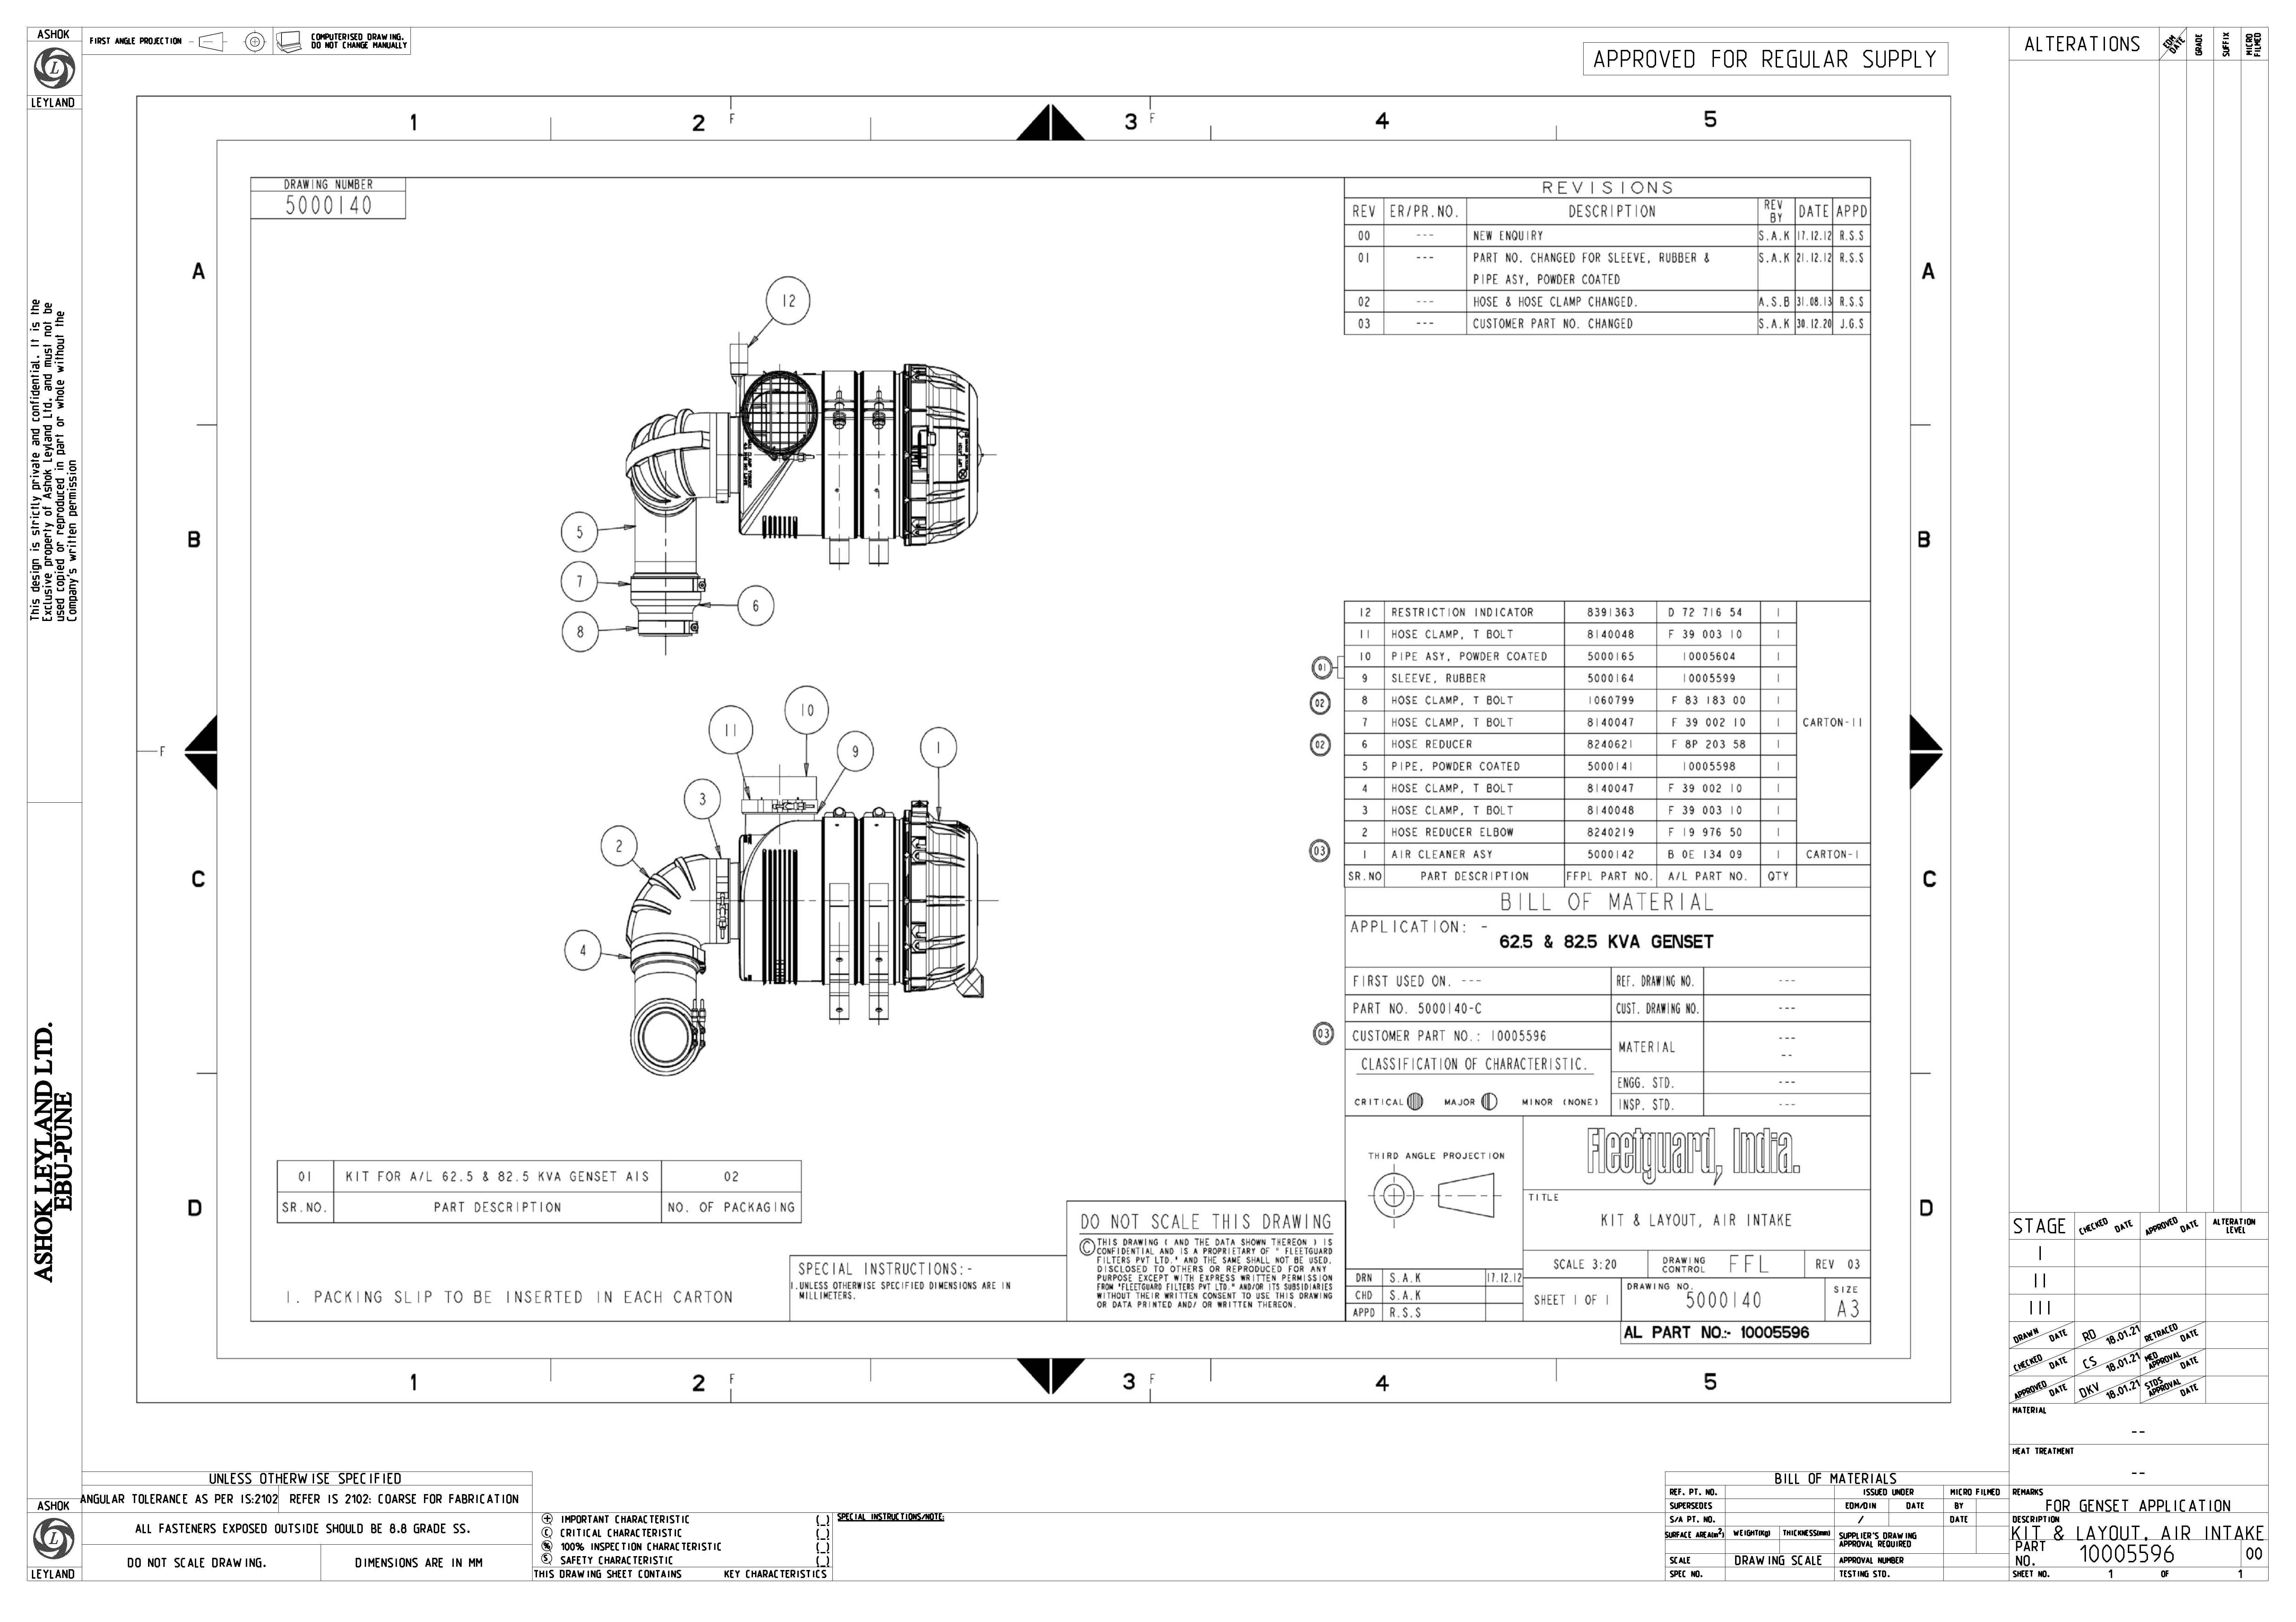 ASHOK
LEYLAND
FIRST ANGLE PROJECTION
COMPUTERISED DRAWING.
DO NOT CHANGE MANUALLY
APPROVED FOR REGULAR SUPPLY
ALTERATIONS
EDM DATE
GRADE
SUFFIX
MICRO FILMED
1 2 F 3 F 4 5
DRAWING NUMBER
5000140
REVISIONS
REV ER/PR.NO. DESCRIPTION REV BY DATE APPD
00 --- NEW ENQUIRY S.A.K 17.12.12 R.S.S
01 --- PART NO. CHANGED FOR SLEEVE, RUBBER & S.A.K 21.12.12 R.S.S
PIPE ASY, POWDER COATED
02 --- HOSE & HOSE CLAMP CHANGED. A.S.B 31.08.13 R.S.S
03 --- CUSTOMER PART NO. CHANGED S.A.K 30.12.20 J.G.S
A A
B B
C C
D D
F
This design is strictly private and confidential. It is the
Exclusive property of Ashok Leyland Ltd. and must not be
used copied or reproduced in part or whole without the
Company's written permission
ASHOK LEYLAND LTD.
EBU-PUNE
12
5
7
6
8
10
11
9
1
3
2
4
12 RESTRICTION INDICATOR 8391363 D 72 716 54 1
11 HOSE CLAMP, T BOLT 8140048 F 39 003 10 1
01 10 PIPE ASY, POWDER COATED 5000165 10005604 1
9 SLEEVE, RUBBER 5000164 10005599 1
02 8 HOSE CLAMP, T BOLT 1060799 F 83 183 00 1
7 HOSE CLAMP, T BOLT 8140047 F 39 002 10 1 CARTON-II
02 6 HOSE REDUCER 8240621 F 8P 203 58 1
5 PIPE, POWDER COATED 5000141 10005598 1
4 HOSE CLAMP, T BOLT 8140047 F 39 002 10 1
3 HOSE CLAMP, T BOLT 8140048 F 39 003 10 1
2 HOSE REDUCER ELBOW 8240219 F 19 976 50 1
03 1 AIR CLEANER ASY 5000142 B 0E 134 09 1 CARTON-I
SR.NO PART DESCRIPTION FFPL PART NO. A/L PART NO. QTY
BILL OF MATERIAL
APPLICATION: -
62.5 & 82.5 KVA GENSET
FIRST USED ON. --- REF. DRAWING NO. ---
PART NO. 5000140-C CUST. DRAWING NO. ---
03 CUSTOMER PART NO.: 10005596 MATERIAL ---
--
CLASSIFICATION OF CHARACTERISTIC.
ENGG. STD. ---
CRITICAL MAJOR MINOR (NONE) INSP. STD. ---
THIRD ANGLE PROJECTION
Fleetguard, India.
TITLE
KIT & LAYOUT, AIR INTAKE
SCALE 3:20 DRAWING CONTROL FFL REV 03
DRN S.A.K 17.12.12
CHD S.A.K
APPD R.S.S
SHEET 1 OF 1
DRAWING NO. 5000140
SIZE A3
AL PART NO.:- 10005596
01 KIT FOR A/L 62.5 & 82.5 KVA GENSET AIS 02
SR.NO. PART DESCRIPTION NO. OF PACKAGING
1. PACKING SLIP TO BE INSERTED IN EACH CARTON
SPECIAL INSTRUCTIONS:-
1.UNLESS OTHERWISE SPECIFIED DIMENSIONS ARE IN
MILLIMETERS.
DO NOT SCALE THIS DRAWING
© THIS DRAWING ( AND THE DATA SHOWN THEREON ) IS
CONFIDENTIAL AND IS A PROPRIETARY OF " FLEETGUARD
FILTERS PVT LTD." AND THE SAME SHALL NOT BE USED,
DISCLOSED TO OTHERS OR REPRODUCED FOR ANY
PURPOSE EXCEPT WITH EXPRESS WRITTEN PERMISSION
FROM "FLEETGUARD FILTERS PVT LTD." AND/OR ITS SUBSIDIARIES
WITHOUT THEIR WRITTEN CONSENT TO USE THIS DRAWING
OR DATA PRINTED AND/ OR WRITTEN THEREON.
1 2 F 3 F 4 5
STAGE CHECKED DATE APPROVED DATE ALTERATION LEVEL
I
II
III
DRAWN DATE RD 18.01.21 RETRACED DATE
CHECKED DATE CS 18.01.21 MED APPROVAL DATE
APPROVED DATE DKV 18.01.21 STDS APPROVAL DATE
MATERIAL
--
HEAT TREATMENT
--
REMARKS
FOR GENSET APPLICATION
DESCRIPTION
KIT & LAYOUT, AIR INTAKE
PART NO. 10005596 00
SHEET NO. 1 OF 1
UNLESS OTHERWISE SPECIFIED
ANGULAR TOLERANCE AS PER IS:2102 REFER IS 2102: COARSE FOR FABRICATION
ALL FASTENERS EXPOSED OUTSIDE SHOULD BE 8.8 GRADE SS.
DO NOT SCALE DRAWING. DIMENSIONS ARE IN MM
ASHOK
LEYLAND
IMPORTANT CHARACTERISTIC (_)
CRITICAL CHARACTERISTIC (_)
100% INSPECTION CHARACTERISTIC (_)
SAFETY CHARACTERISTIC (_)
THIS DRAWING SHEET CONTAINS KEY CHARACTERISTICS
SPECIAL INSTRUCTIONS/NOTE:
BILL OF MATERIALS
REF. PT. NO. ISSUED UNDER MICRO FILMED
SUPERSEDES EDM/DIN DATE BY
S/A PT. NO. / DATE
SURFACE AREA(m²) WEIGHT(Kg) THICKNESS(mm) SUPPLIER'S DRAWING
APPROVAL REQUIRED
SCALE DRAWING SCALE APPROVAL NUMBER
SPEC NO. TESTING STD.